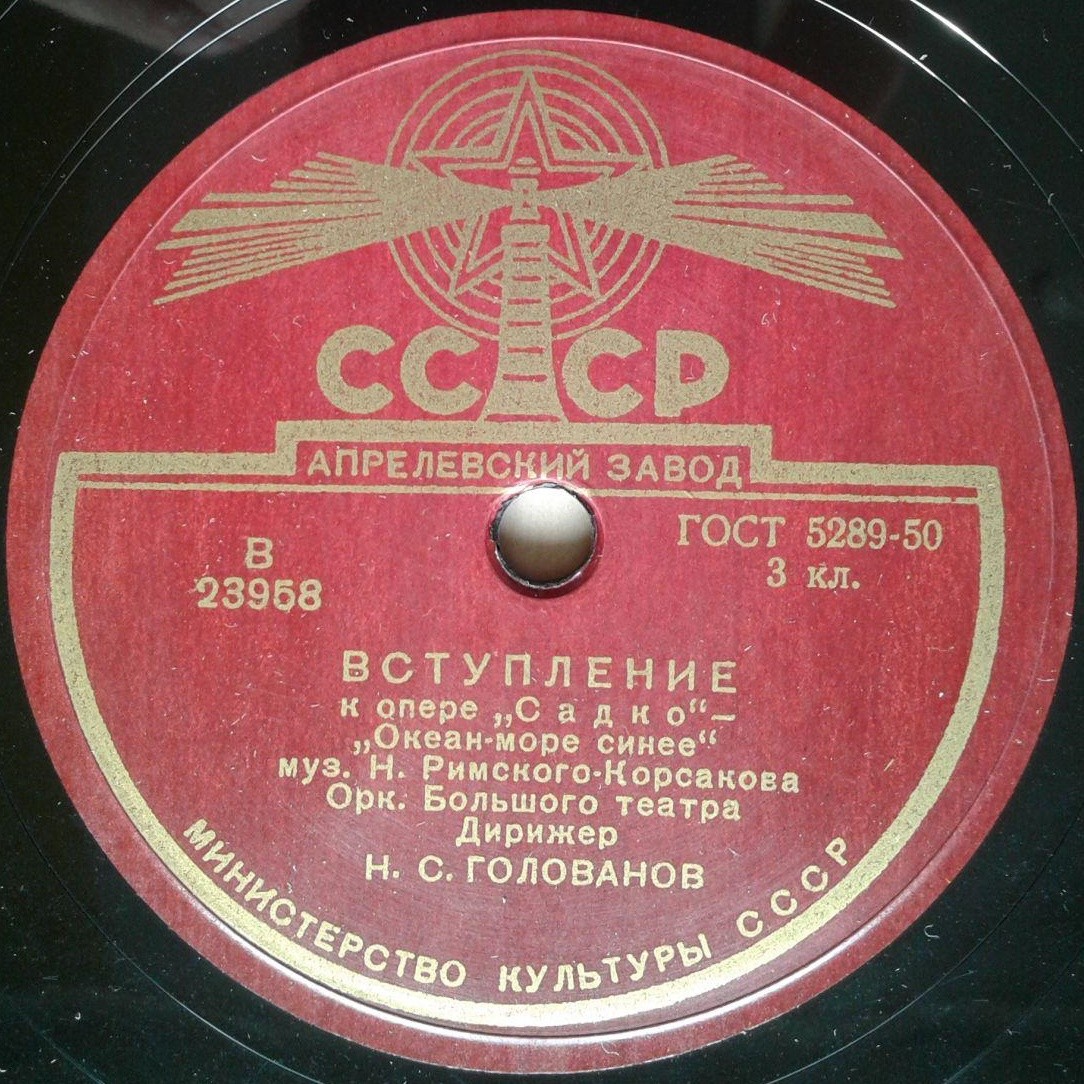 СССР
АПРЕЛЕВСКИЙ ЗАВОД
В
23958
ГОСТ 5289-50
3 кл.
ВСТУПЛЕНИЕ
к опере „Садко“ —
„Океан-море синее“
муз. Н. Римского-Корсакова
Орк. Большого театра
Дирижер
Н. С. ГОЛОВАНОВ
МИНИСТЕРСТВО КУЛЬТУРЫ СССР